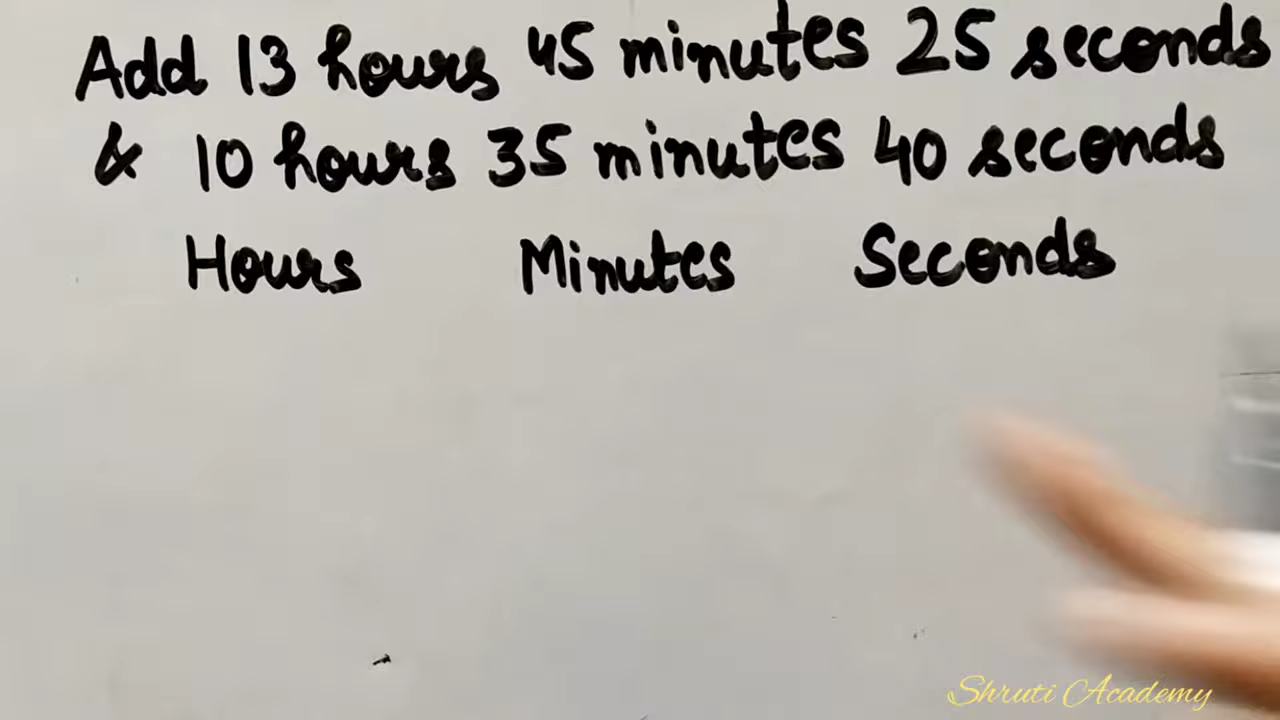 Add 13 hours 45 minutes 25 seconds
& 10 hours 35 minutes 40 seconds
Hours Minutes Seconds
Shruti Academy